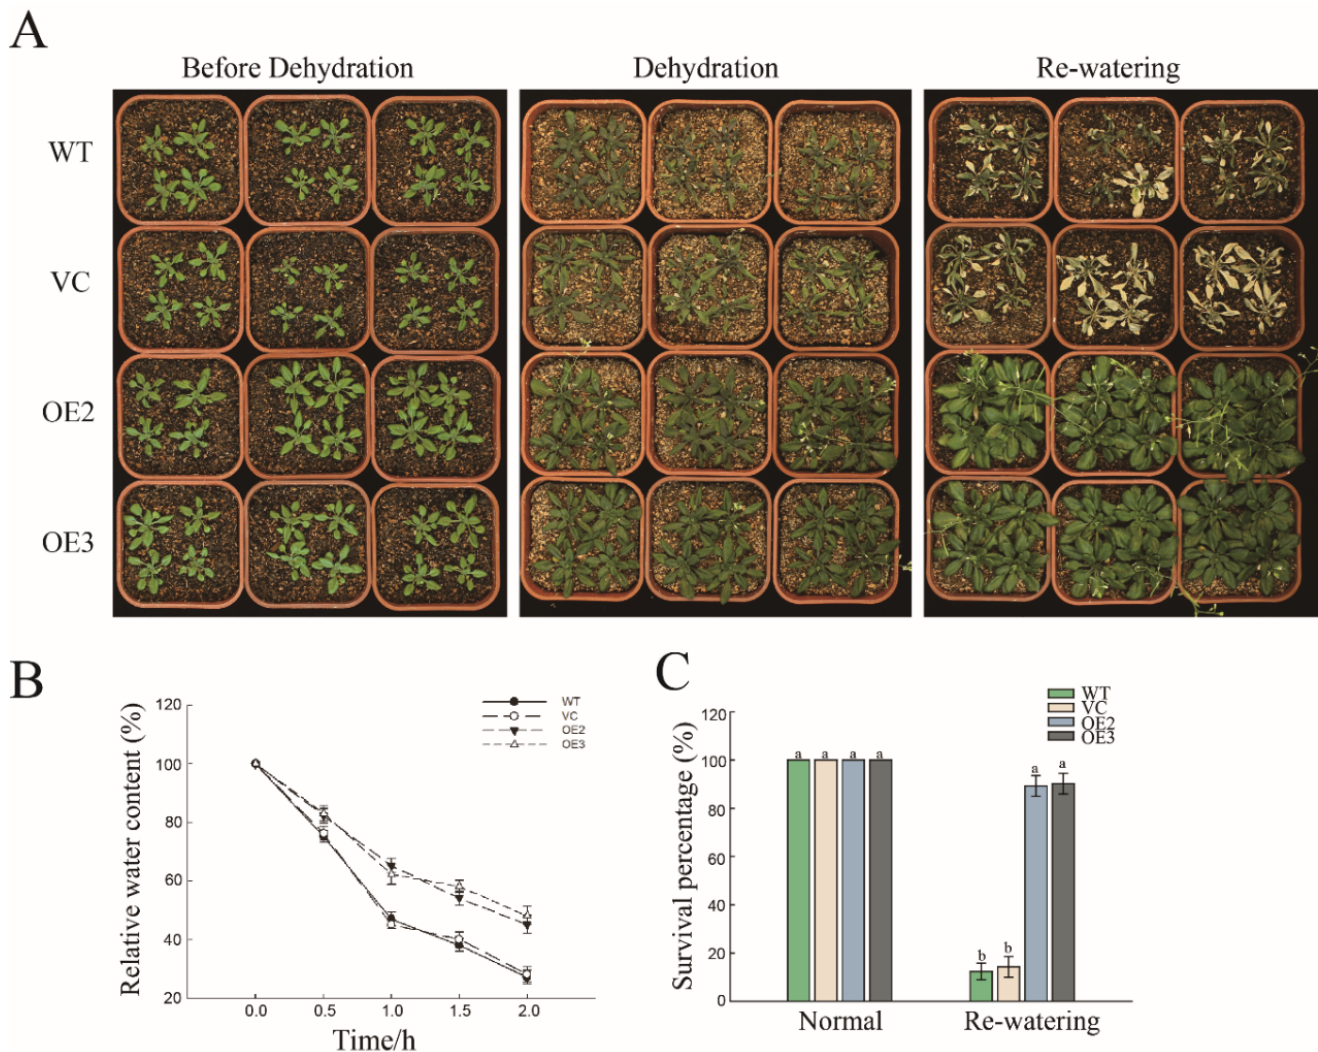 A
Before Dehydration
Dehydration
Re-watering
WT
VC
OE2
OE3
B
Relative water content (%)
120
100
80
60
40
20
0.0
0.5
1.0
1.5
2.0
Time/h
WT
VC
OE2
OE3
C
Survival percentage (%)
120
100
80
60
40
20
0
WT
VC
OE2
OE3
a a a a
b b a a
Normal
Re-watering